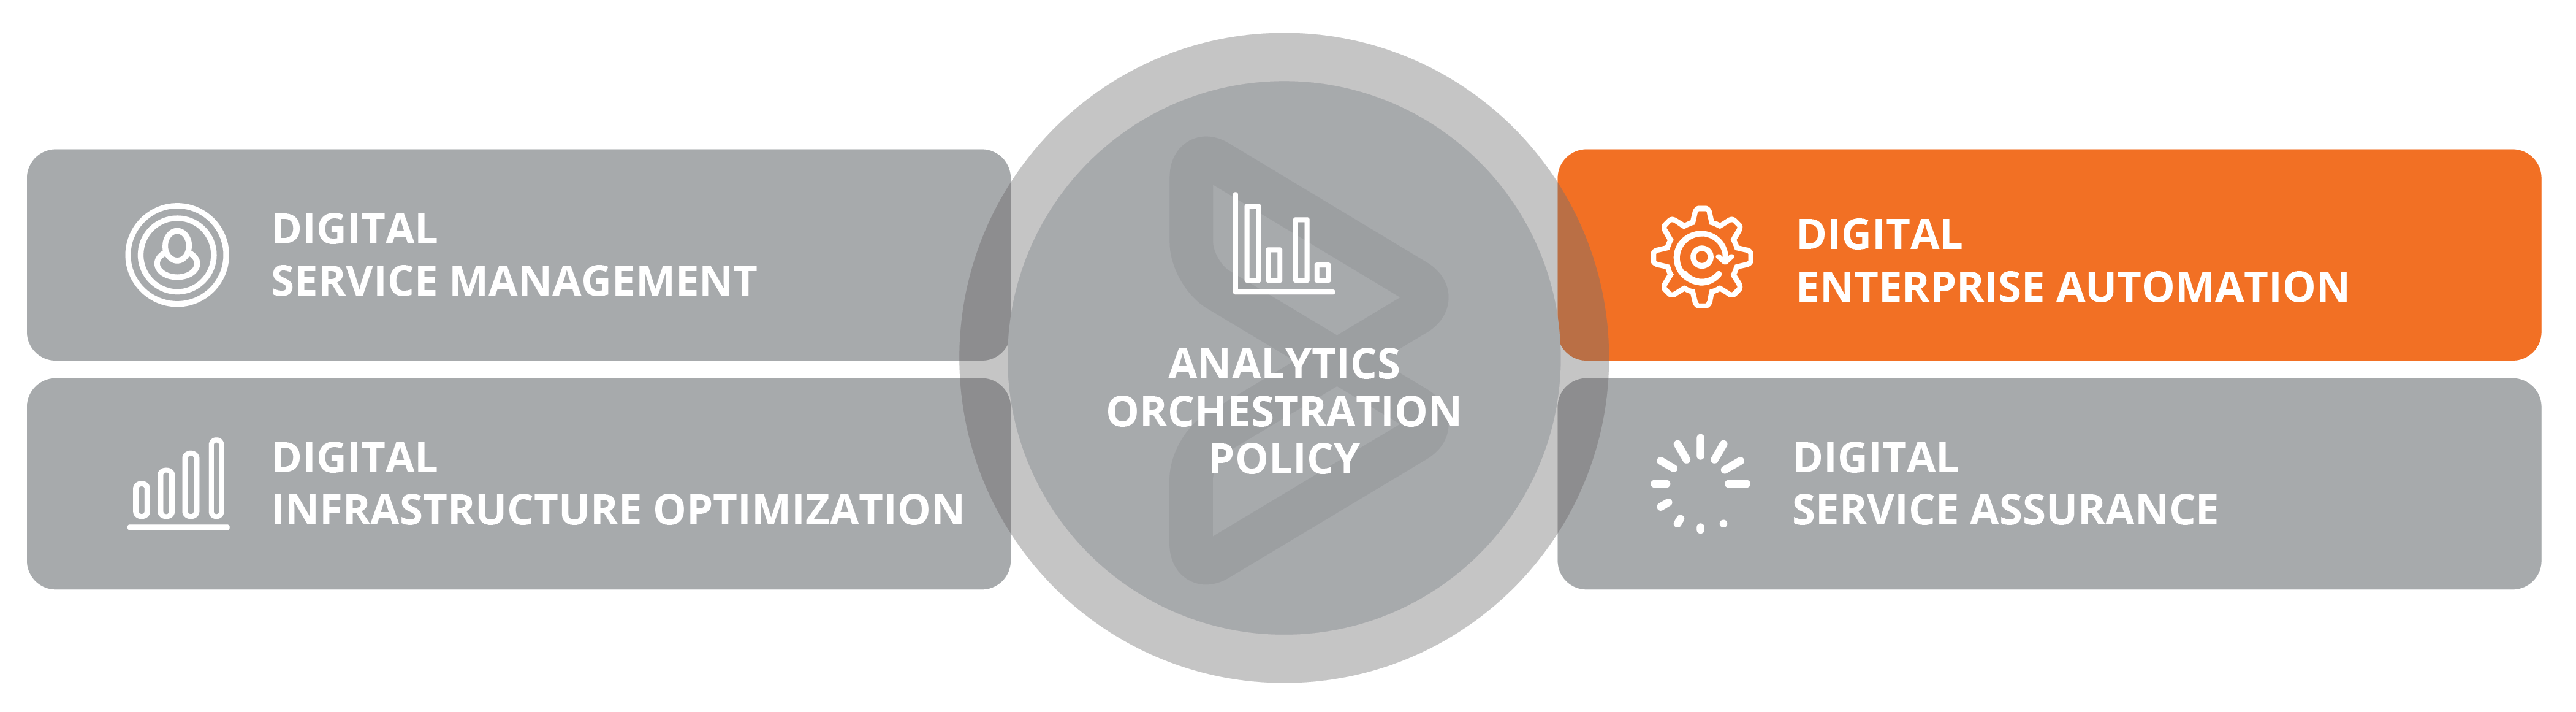 DIGITAL
SERVICE MANAGEMENT
DIGITAL
INFRASTRUCTURE OPTIMIZATION
ANALYTICS
ORCHESTRATION
POLICY
DIGITAL
ENTERPRISE AUTOMATION
DIGITAL
SERVICE ASSURANCE